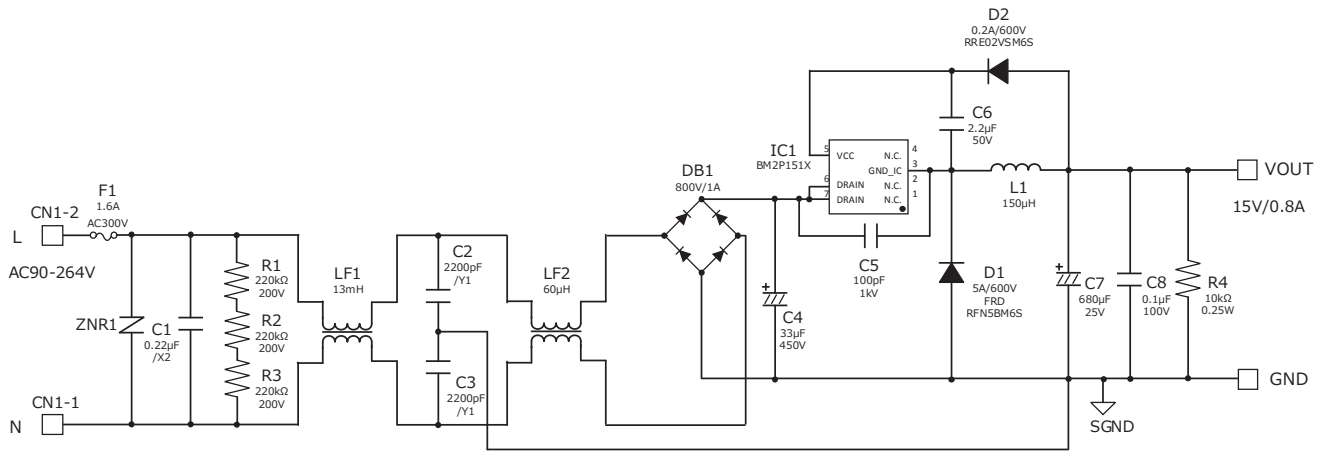 D2
0.2A/600V
RRE02VSM6S
C6
2.2µF
50V
IC1
BM2P151X
5 VCC N.C. 4
GND_IC 3
6 DRAIN N.C. 2
7 DRAIN N.C. 1
DB1
800V/1A
L1
150µH
VOUT
15V/0.8A
F1
1.6A
AC300V
CN1-2
L
AC90-264V
R1
220kΩ
200V
R2
220kΩ
200V
R3
220kΩ
200V
ZNR1
C1
0.22µF
/X2
LF1
13mH
C2
2200pF
/Y1
C3
2200pF
/Y1
LF2
60µH
C5
100pF
1kV
+
C4
33µF
450V
D1
5A/600V
FRD
RFN5BM6S
+
C7
680µF
25V
C8
0.1µF
100V
R4
10kΩ
0.25W
CN1-1
N
GND
SGND